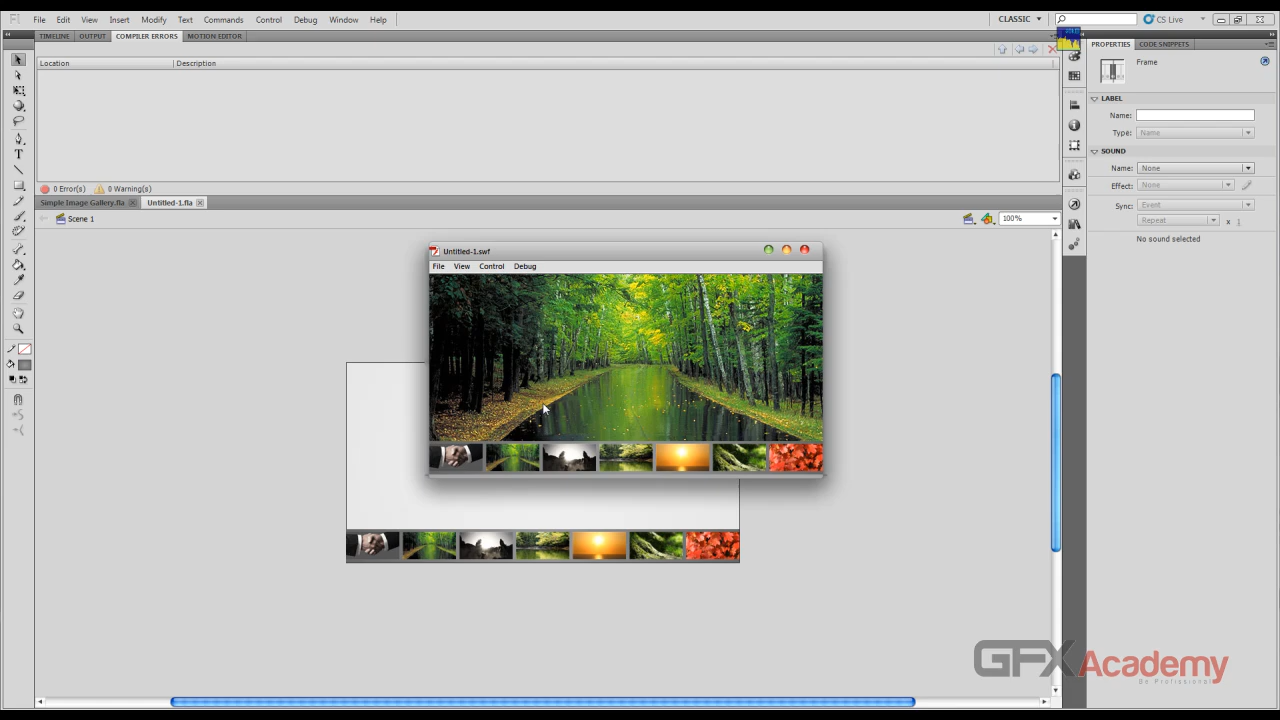 Fl File Edit View Insert Modify Text Commands Control Debug Window Help CLASSIC CS Live
TIMELINE OUTPUT COMPILER ERRORS MOTION EDITOR
Location Description
0 Error(s) 0 Warning(s)
Simple Image Gallery.fla Untitled-1.fla
Scene 1 100%
Untitled-1.swf
File View Control Debug
PROPERTIES CODE SNIPPETS
Frame
LABEL
Name:
Type: Name
SOUND
Name: None
Effect: None
Sync: Event
Repeat x 1
No sound selected
GFX Academy
Be Professional